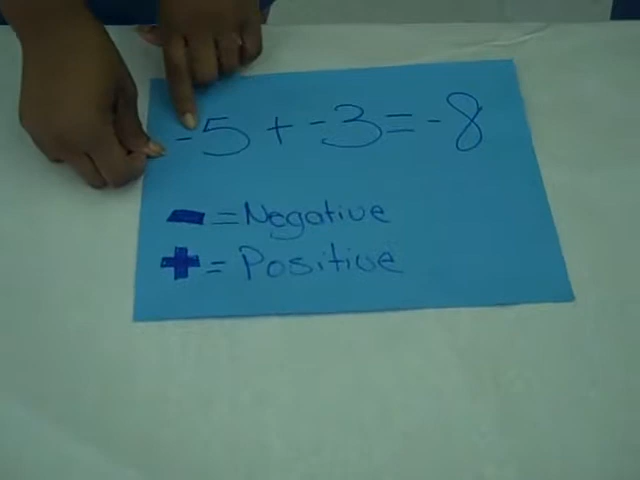 -5 + -3 = -8
- = Negative
+ = Positive